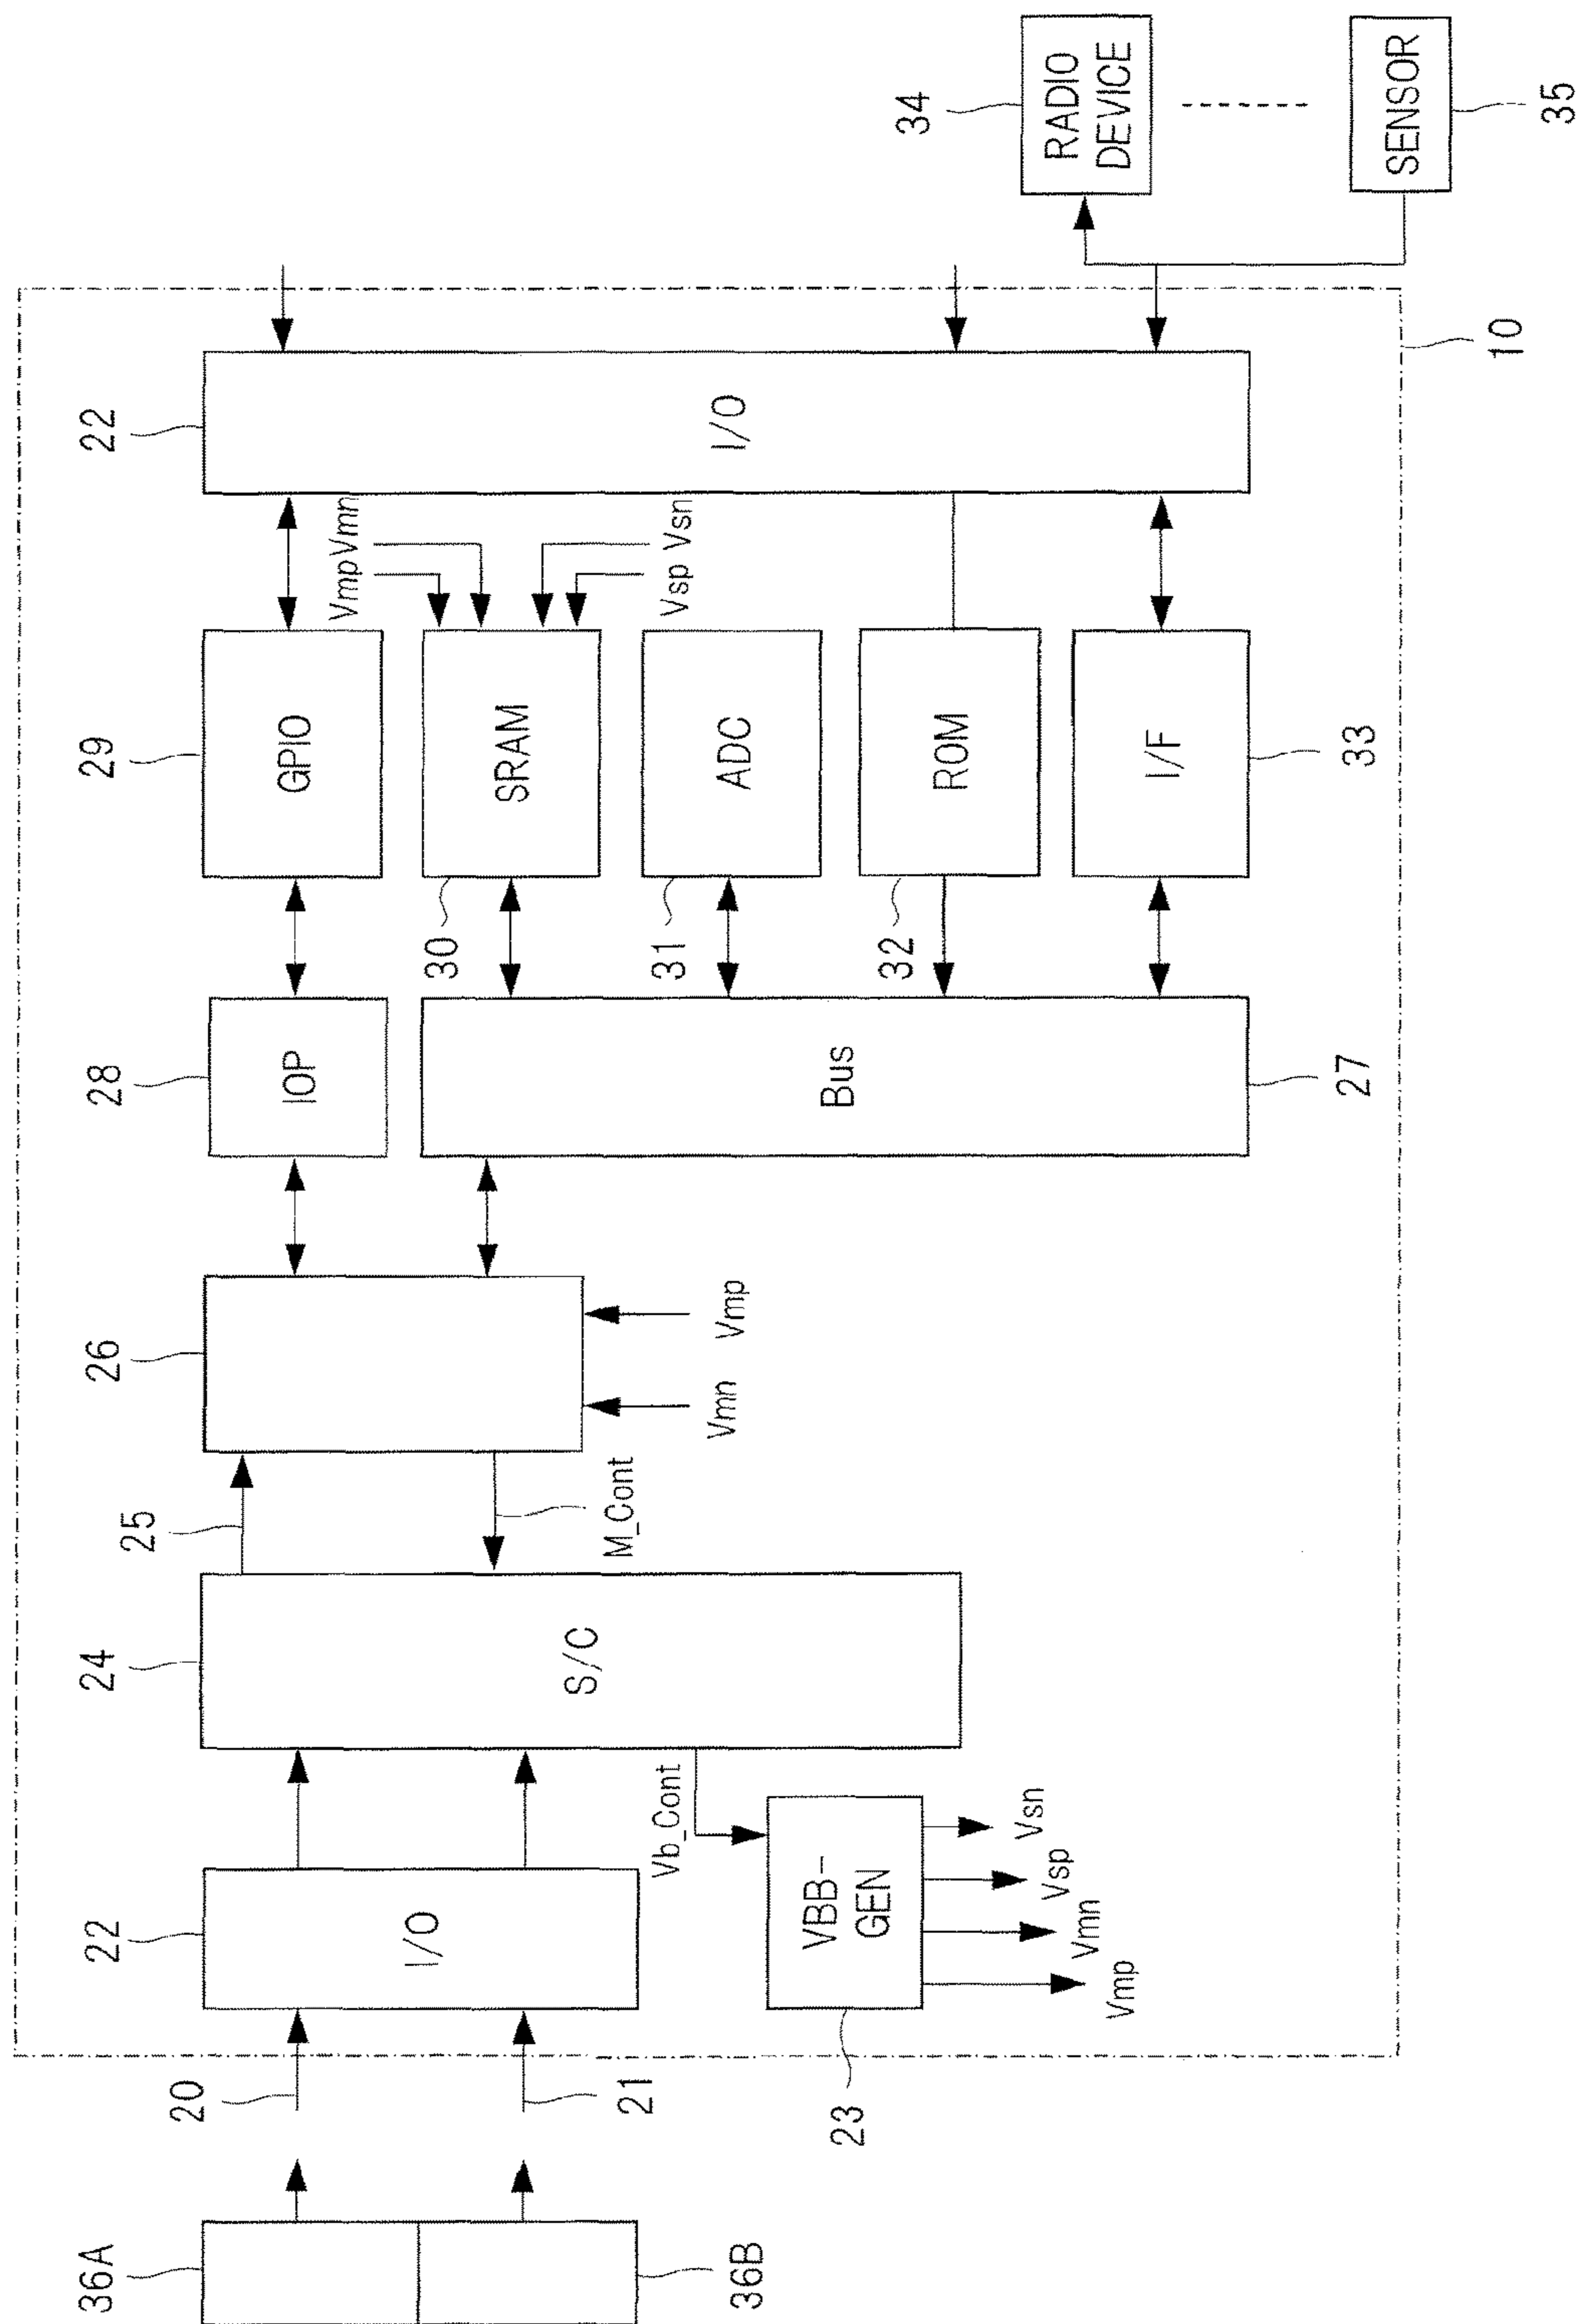 36A
36B
20
21
22
I/O
VBB-
GEN
23
Vmp
Vmn
Vsp
Vsn
Vb_Cont
24
S/C
25
M_Cont
26
Vmn
Vmp
28
IOP
Bus
27
29
GPIO
30
SRAM
31
ADC
32
ROM
I/F
33
Vmp
Vmn
Vsp
Vsn
22
I/O
10
34
RADIO
DEVICE
SENSOR
35